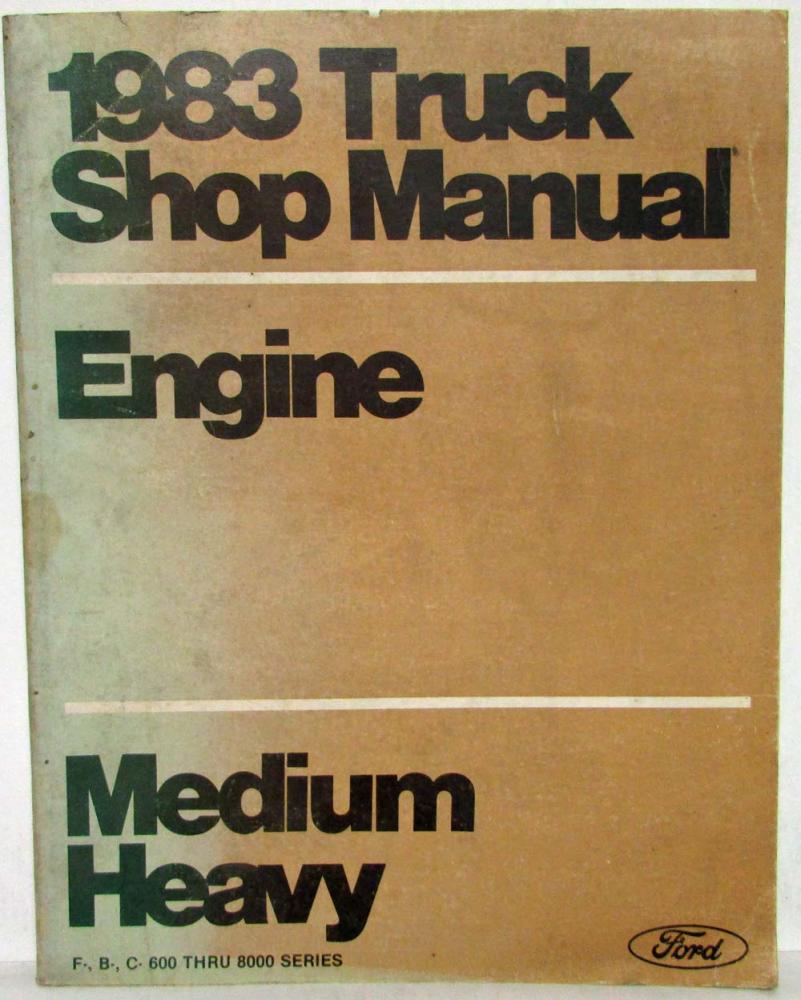 1983 Truck
Shop Manual
Engine
Medium
Heavy
F-, B-, C- 600 THRU 8000 SERIES
Ford